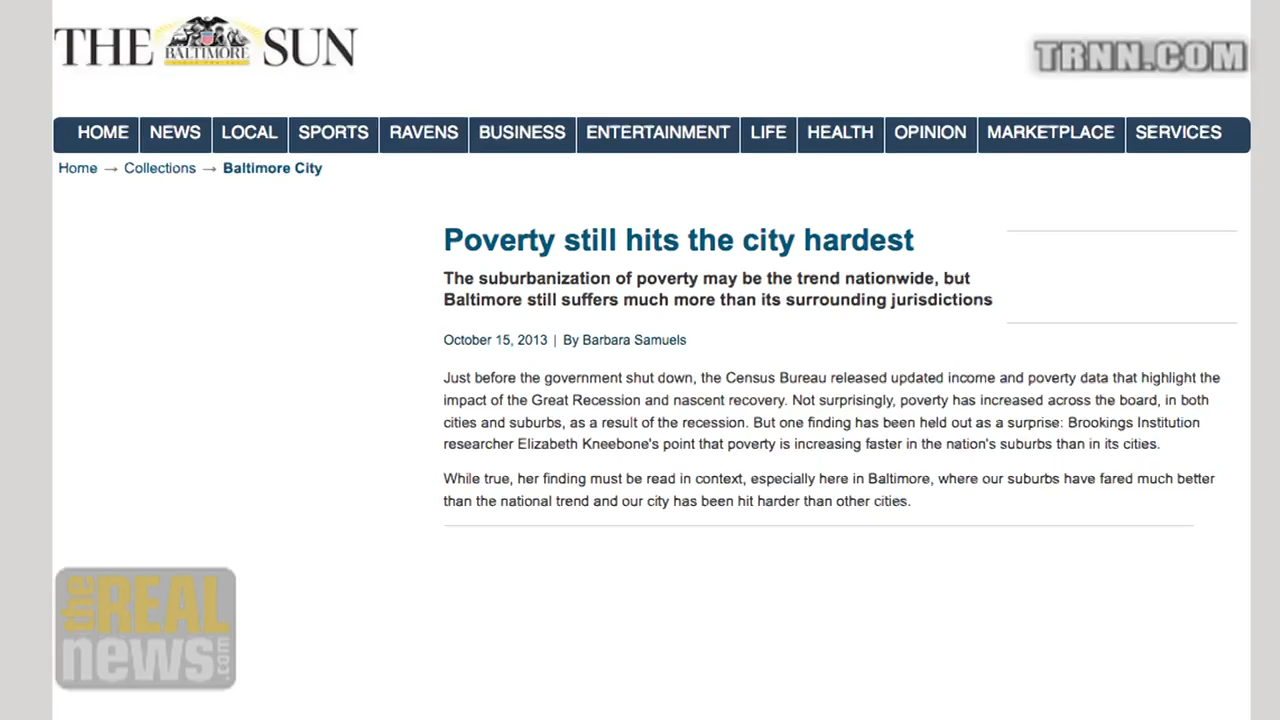 THE BALTIMORE SUN
TRNN.COM
HOME NEWS LOCAL SPORTS RAVENS BUSINESS ENTERTAINMENT LIFE HEALTH OPINION MARKETPLACE SERVICES
Home → Collections → Baltimore City
Poverty still hits the city hardest
The suburbanization of poverty may be the trend nationwide, but
Baltimore still suffers much more than its surrounding jurisdictions
October 15, 2013 | By Barbara Samuels
Just before the government shut down, the Census Bureau released updated income and poverty data that highlight the
impact of the Great Recession and nascent recovery. Not surprisingly, poverty has increased across the board, in both
cities and suburbs, as a result of the recession. But one finding has been held out as a surprise: Brookings Institution
researcher Elizabeth Kneebone's point that poverty is increasing faster in the nation's suburbs than in its cities.
While true, her finding must be read in context, especially here in Baltimore, where our suburbs have fared much better
than the national trend and our city has been hit harder than other cities.
the REAL
news.com